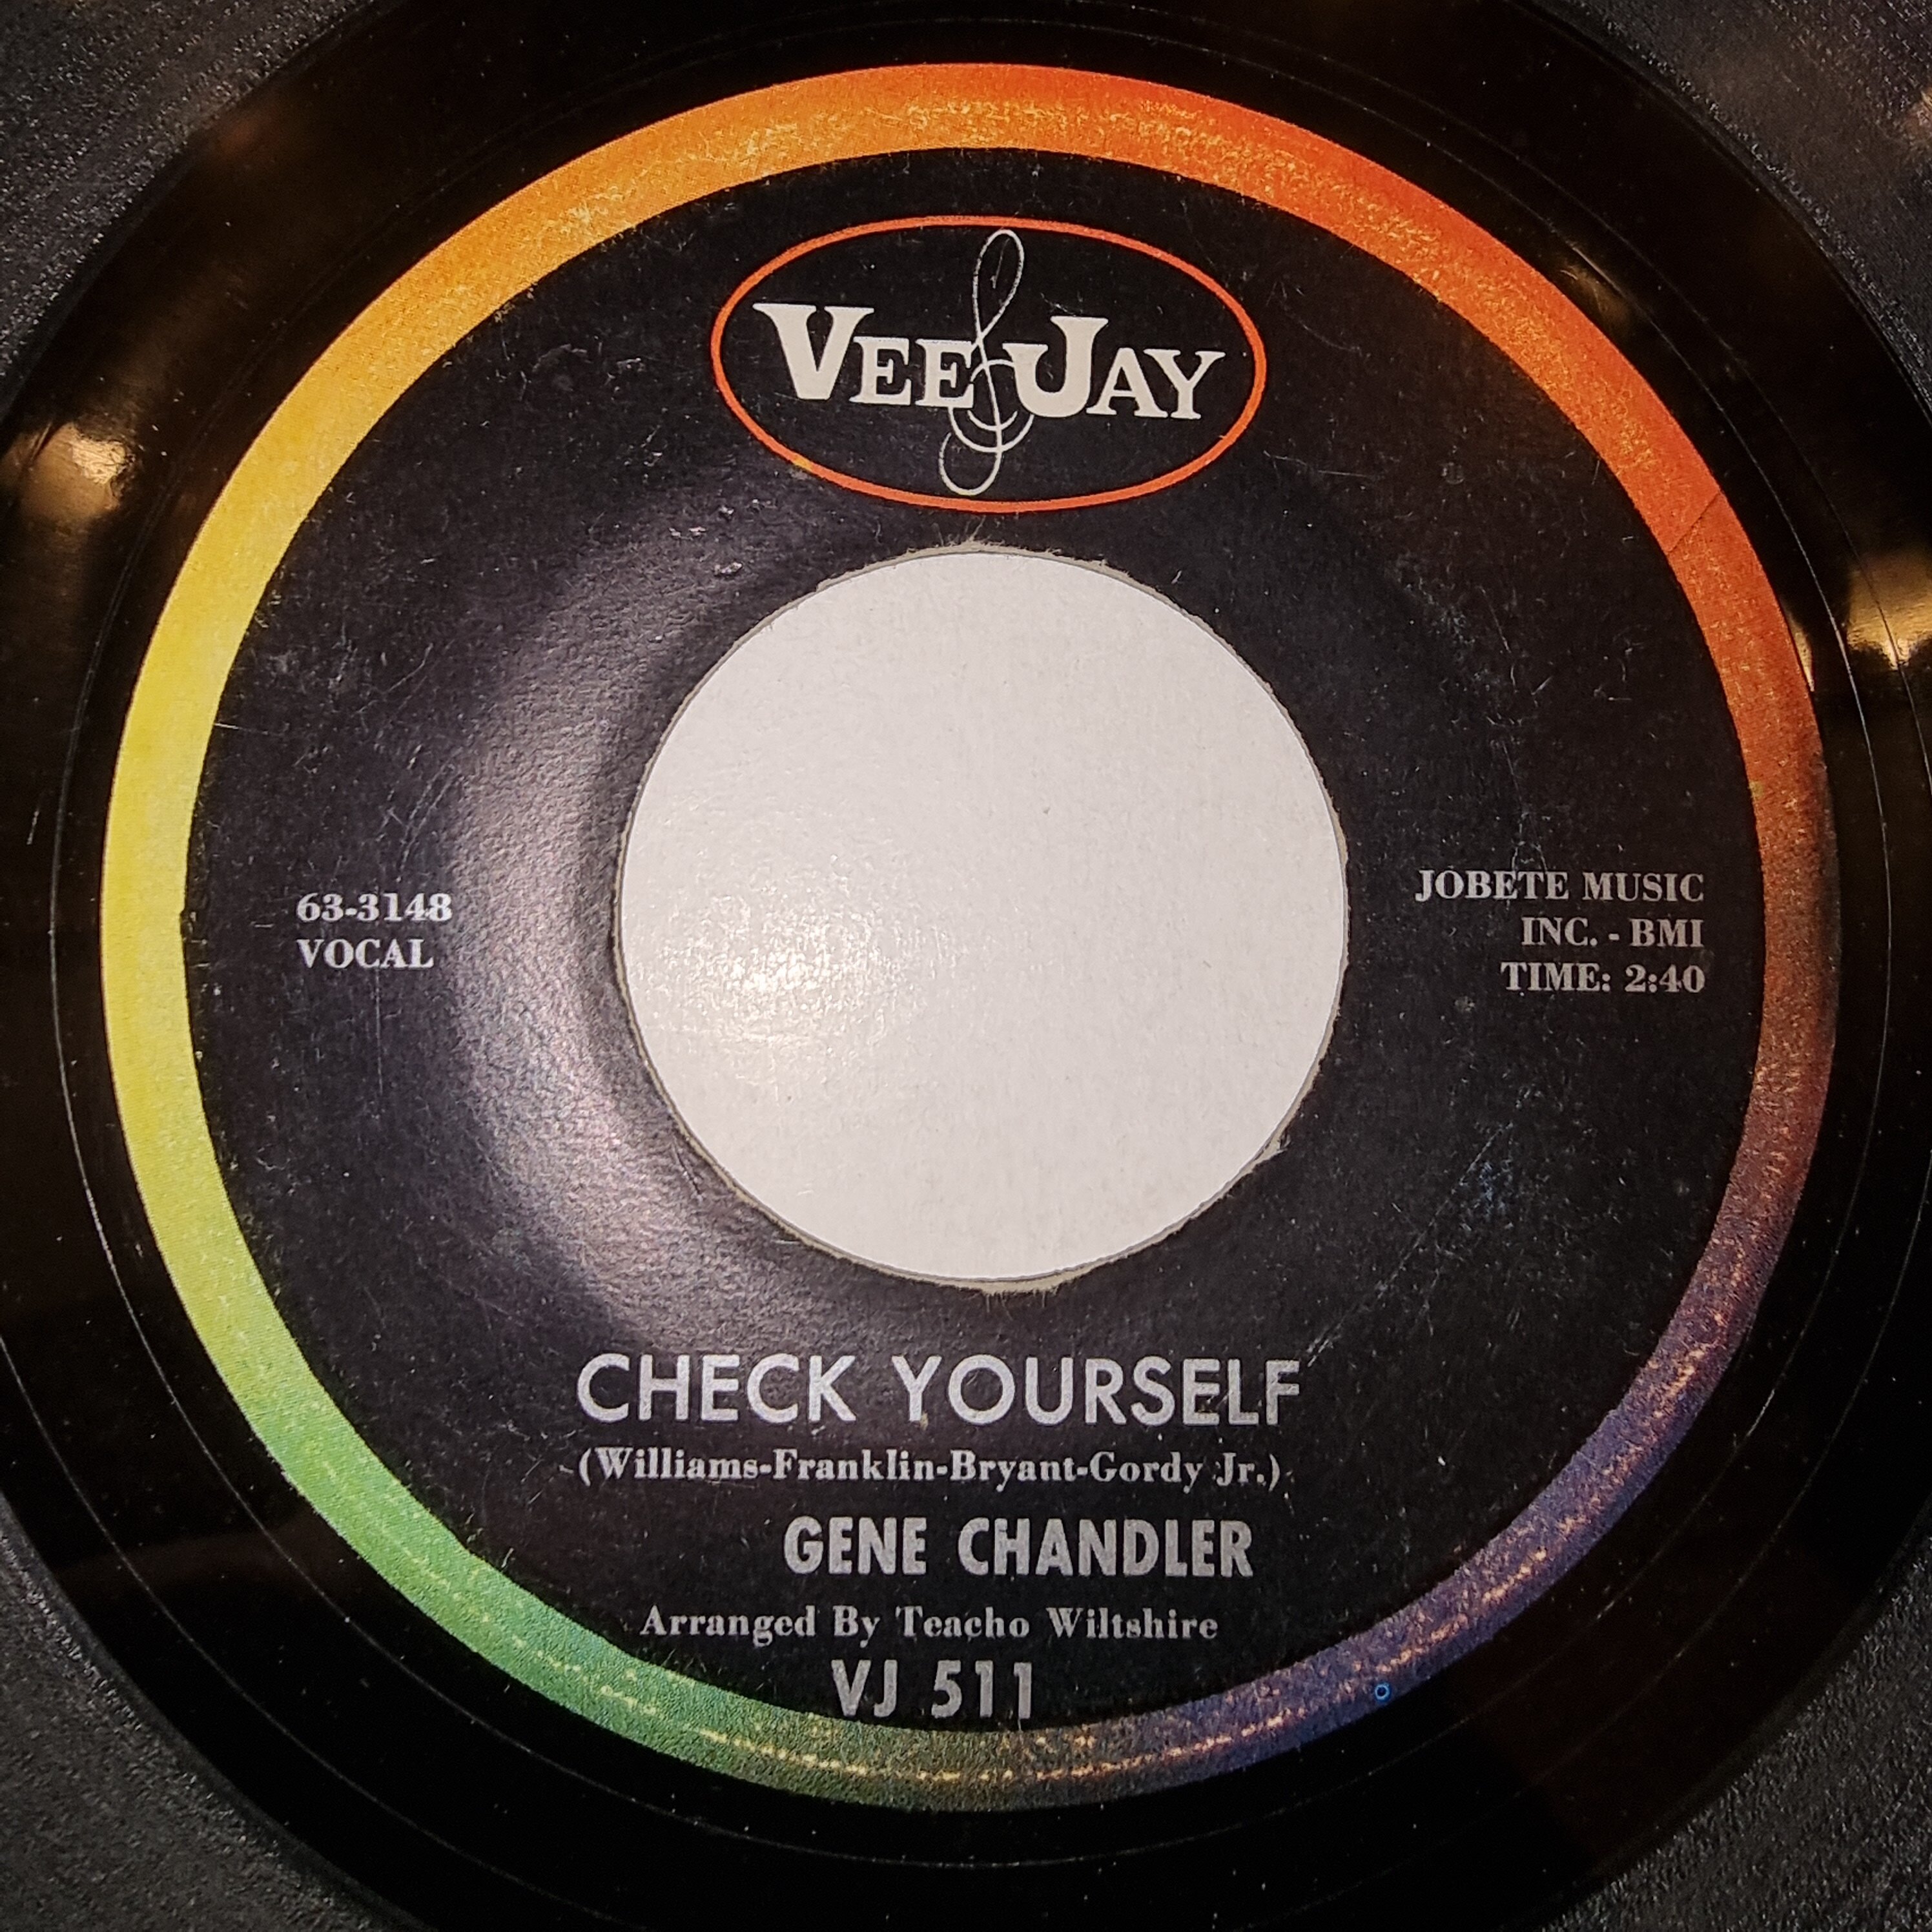 VEE JAY
63-3148
VOCAL
JOBETE MUSIC
INC. - BMI
TIME: 2:40
CHECK YOURSELF
(Williams-Franklin-Bryant-Gordy Jr.)
GENE CHANDLER
Arranged By Teacho Wiltshire
VJ 511